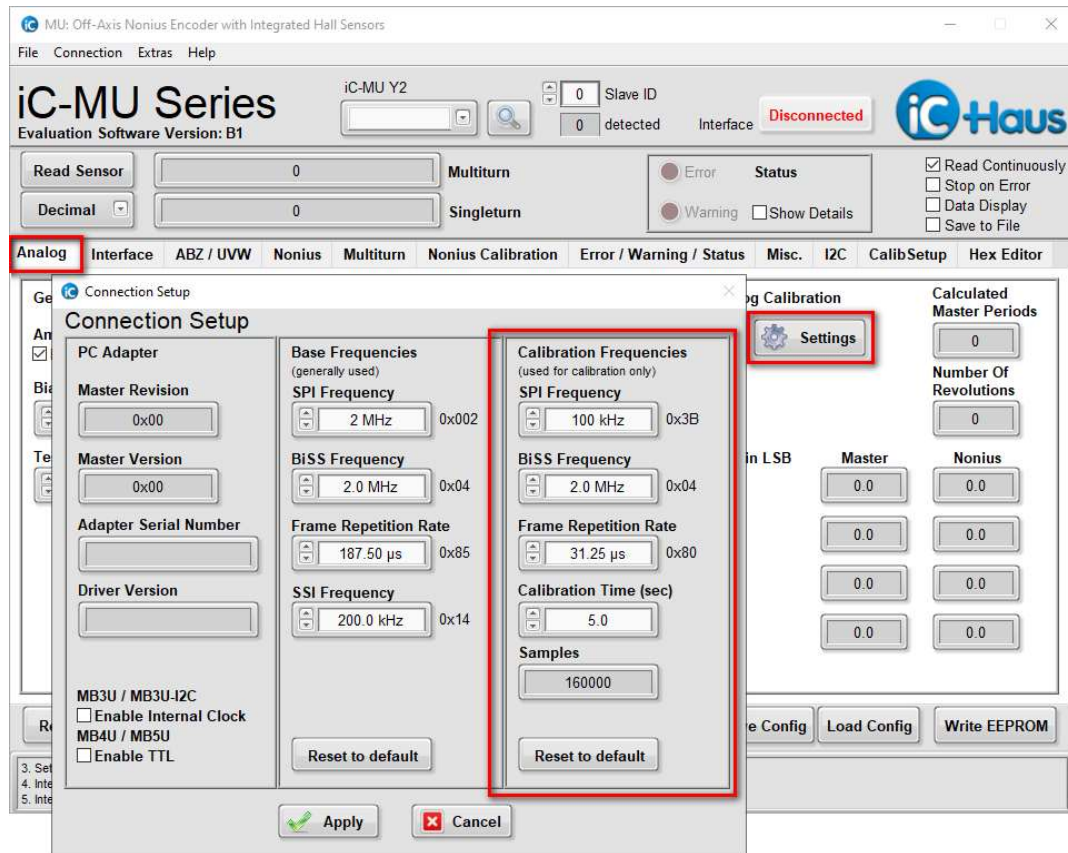 MU: Off-Axis Nonius Encoder with Integrated Hall Sensors
File Connection Extras Help
iC-MU Series
Evaluation Software Version: B1
iC-MU Y2
0 Slave ID
0 detected
Interface Disconnected
iC Haus
Read Sensor 0 Multiturn
Decimal 0 Singleturn
Error Status
Warning Show Details
Read Continuously
Stop on Error
Data Display
Save to File
Analog Interface ABZ / UVW Nonius Multiturn Nonius Calibration Error / Warning / Status Misc. I2C CalibSetup Hex Editor
Connection Setup
Connection Setup
PC Adapter
Master Revision
0x00
Master Version
0x00
Adapter Serial Number
Driver Version
MB3U / MB3U-I2C
Enable Internal Clock
MB4U / MB5U
Enable TTL
Base Frequencies
(generally used)
SPI Frequency
2 MHz 0x002
BiSS Frequency
2.0 MHz 0x04
Frame Repetition Rate
187.50 µs 0x85
SSI Frequency
200.0 kHz 0x14
Reset to default
Calibration Frequencies
(used for calibration only)
SPI Frequency
100 kHz 0x3B
BiSS Frequency
2.0 MHz 0x04
Frame Repetition Rate
31.25 µs 0x80
Calibration Time (sec)
5.0
Samples
160000
Reset to default
Apply Cancel
Calibration
Settings
Calculated
Master Periods
0
Number Of
Revolutions
0
in LSB Master Nonius
0.0 0.0
0.0 0.0
0.0 0.0
0.0 0.0
Config Load Config Write EEPROM
3. Set
4. Inte
5. Inte